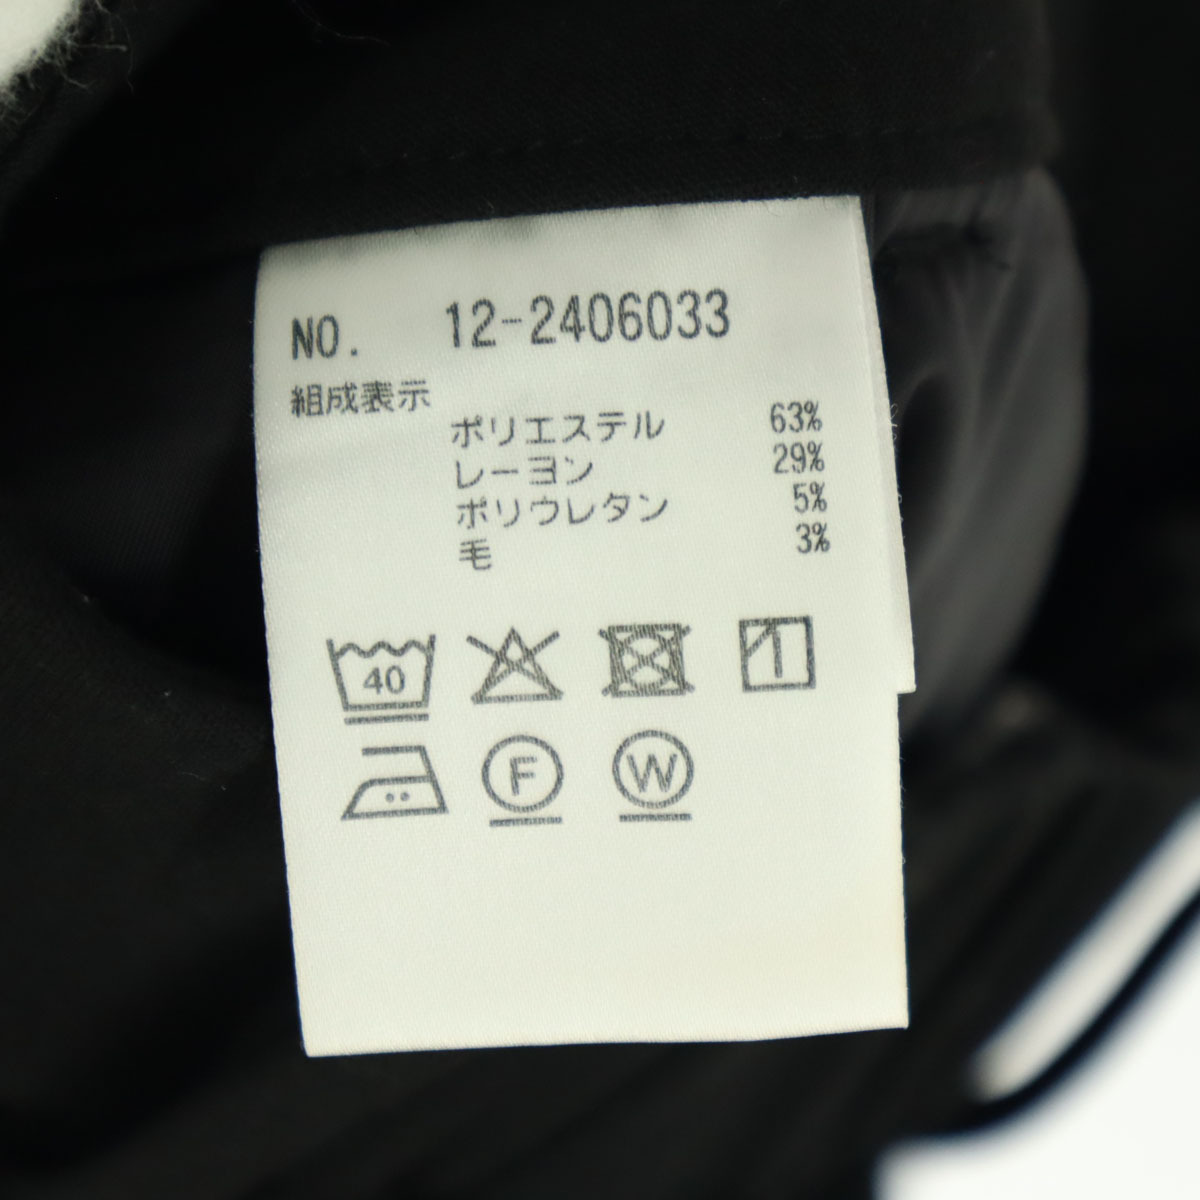 NO. 12-2406033
組成表示
ポリエステル 63%
レーヨン 29%
ポリウレタン 5%
毛 3%
40
F W